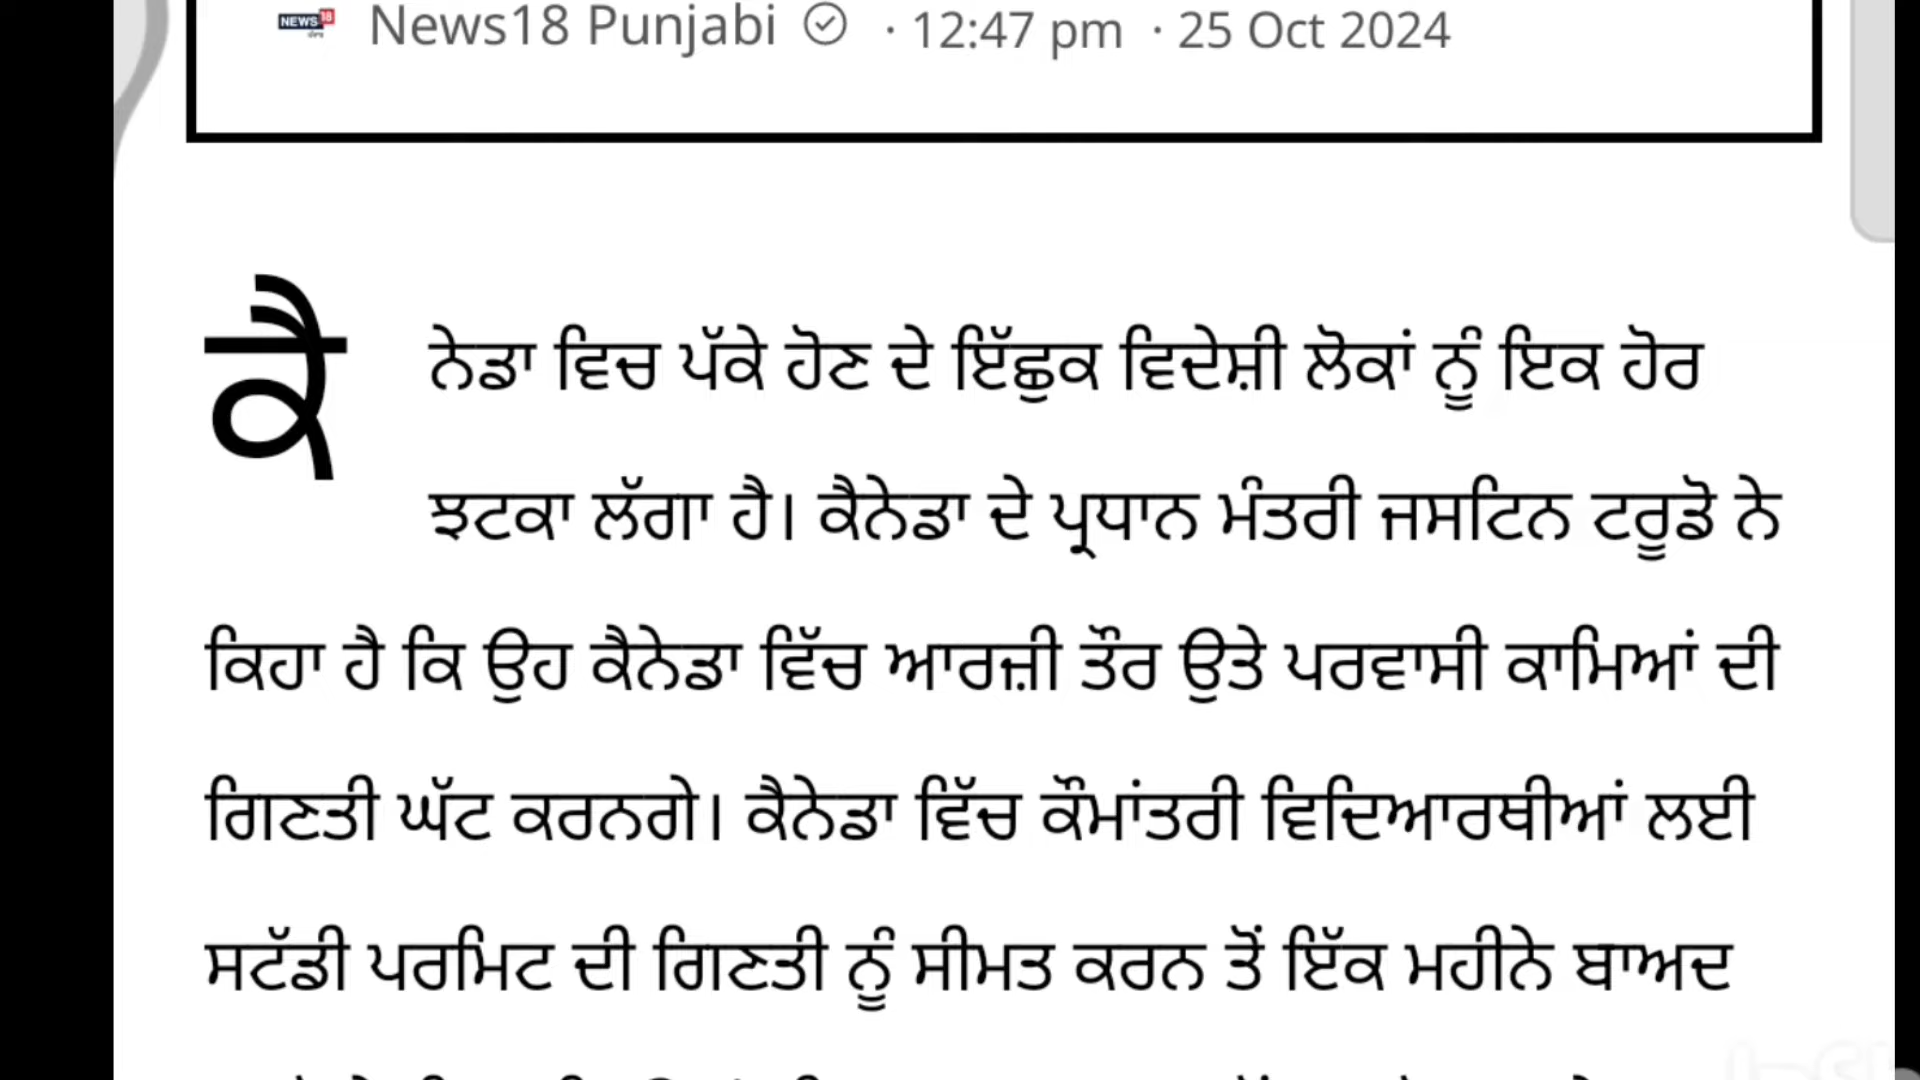 NEWS18 News18 Punjabi · 12:47 pm · 25 Oct 2024
ਕੈਨੇਡਾ ਵਿਚ ਪੱਕੇ ਹੋਣ ਦੇ ਇੱਛੁਕ ਵਿਦੇਸ਼ੀ ਲੋਕਾਂ ਨੂੰ ਇਕ ਹੋਰ
ਝਟਕਾ ਲੱਗਾ ਹੈ। ਕੈਨੇਡਾ ਦੇ ਪ੍ਰਧਾਨ ਮੰਤਰੀ ਜਸਟਿਨ ਟਰੂਡੋ ਨੇ
ਕਿਹਾ ਹੈ ਕਿ ਉਹ ਕੈਨੇਡਾ ਵਿੱਚ ਆਰਜ਼ੀ ਤੌਰ ਉਤੇ ਪਰਵਾਸੀ ਕਾਮਿਆਂ ਦੀ
ਗਿਣਤੀ ਘੱਟ ਕਰਨਗੇ। ਕੈਨੇਡਾ ਵਿੱਚ ਕੌਮਾਂਤਰੀ ਵਿਦਿਆਰਥੀਆਂ ਲਈ
ਸਟੱਡੀ ਪਰਮਿਟ ਦੀ ਗਿਣਤੀ ਨੂੰ ਸੀਮਤ ਕਰਨ ਤੋਂ ਇੱਕ ਮਹੀਨੇ ਬਾਅਦ